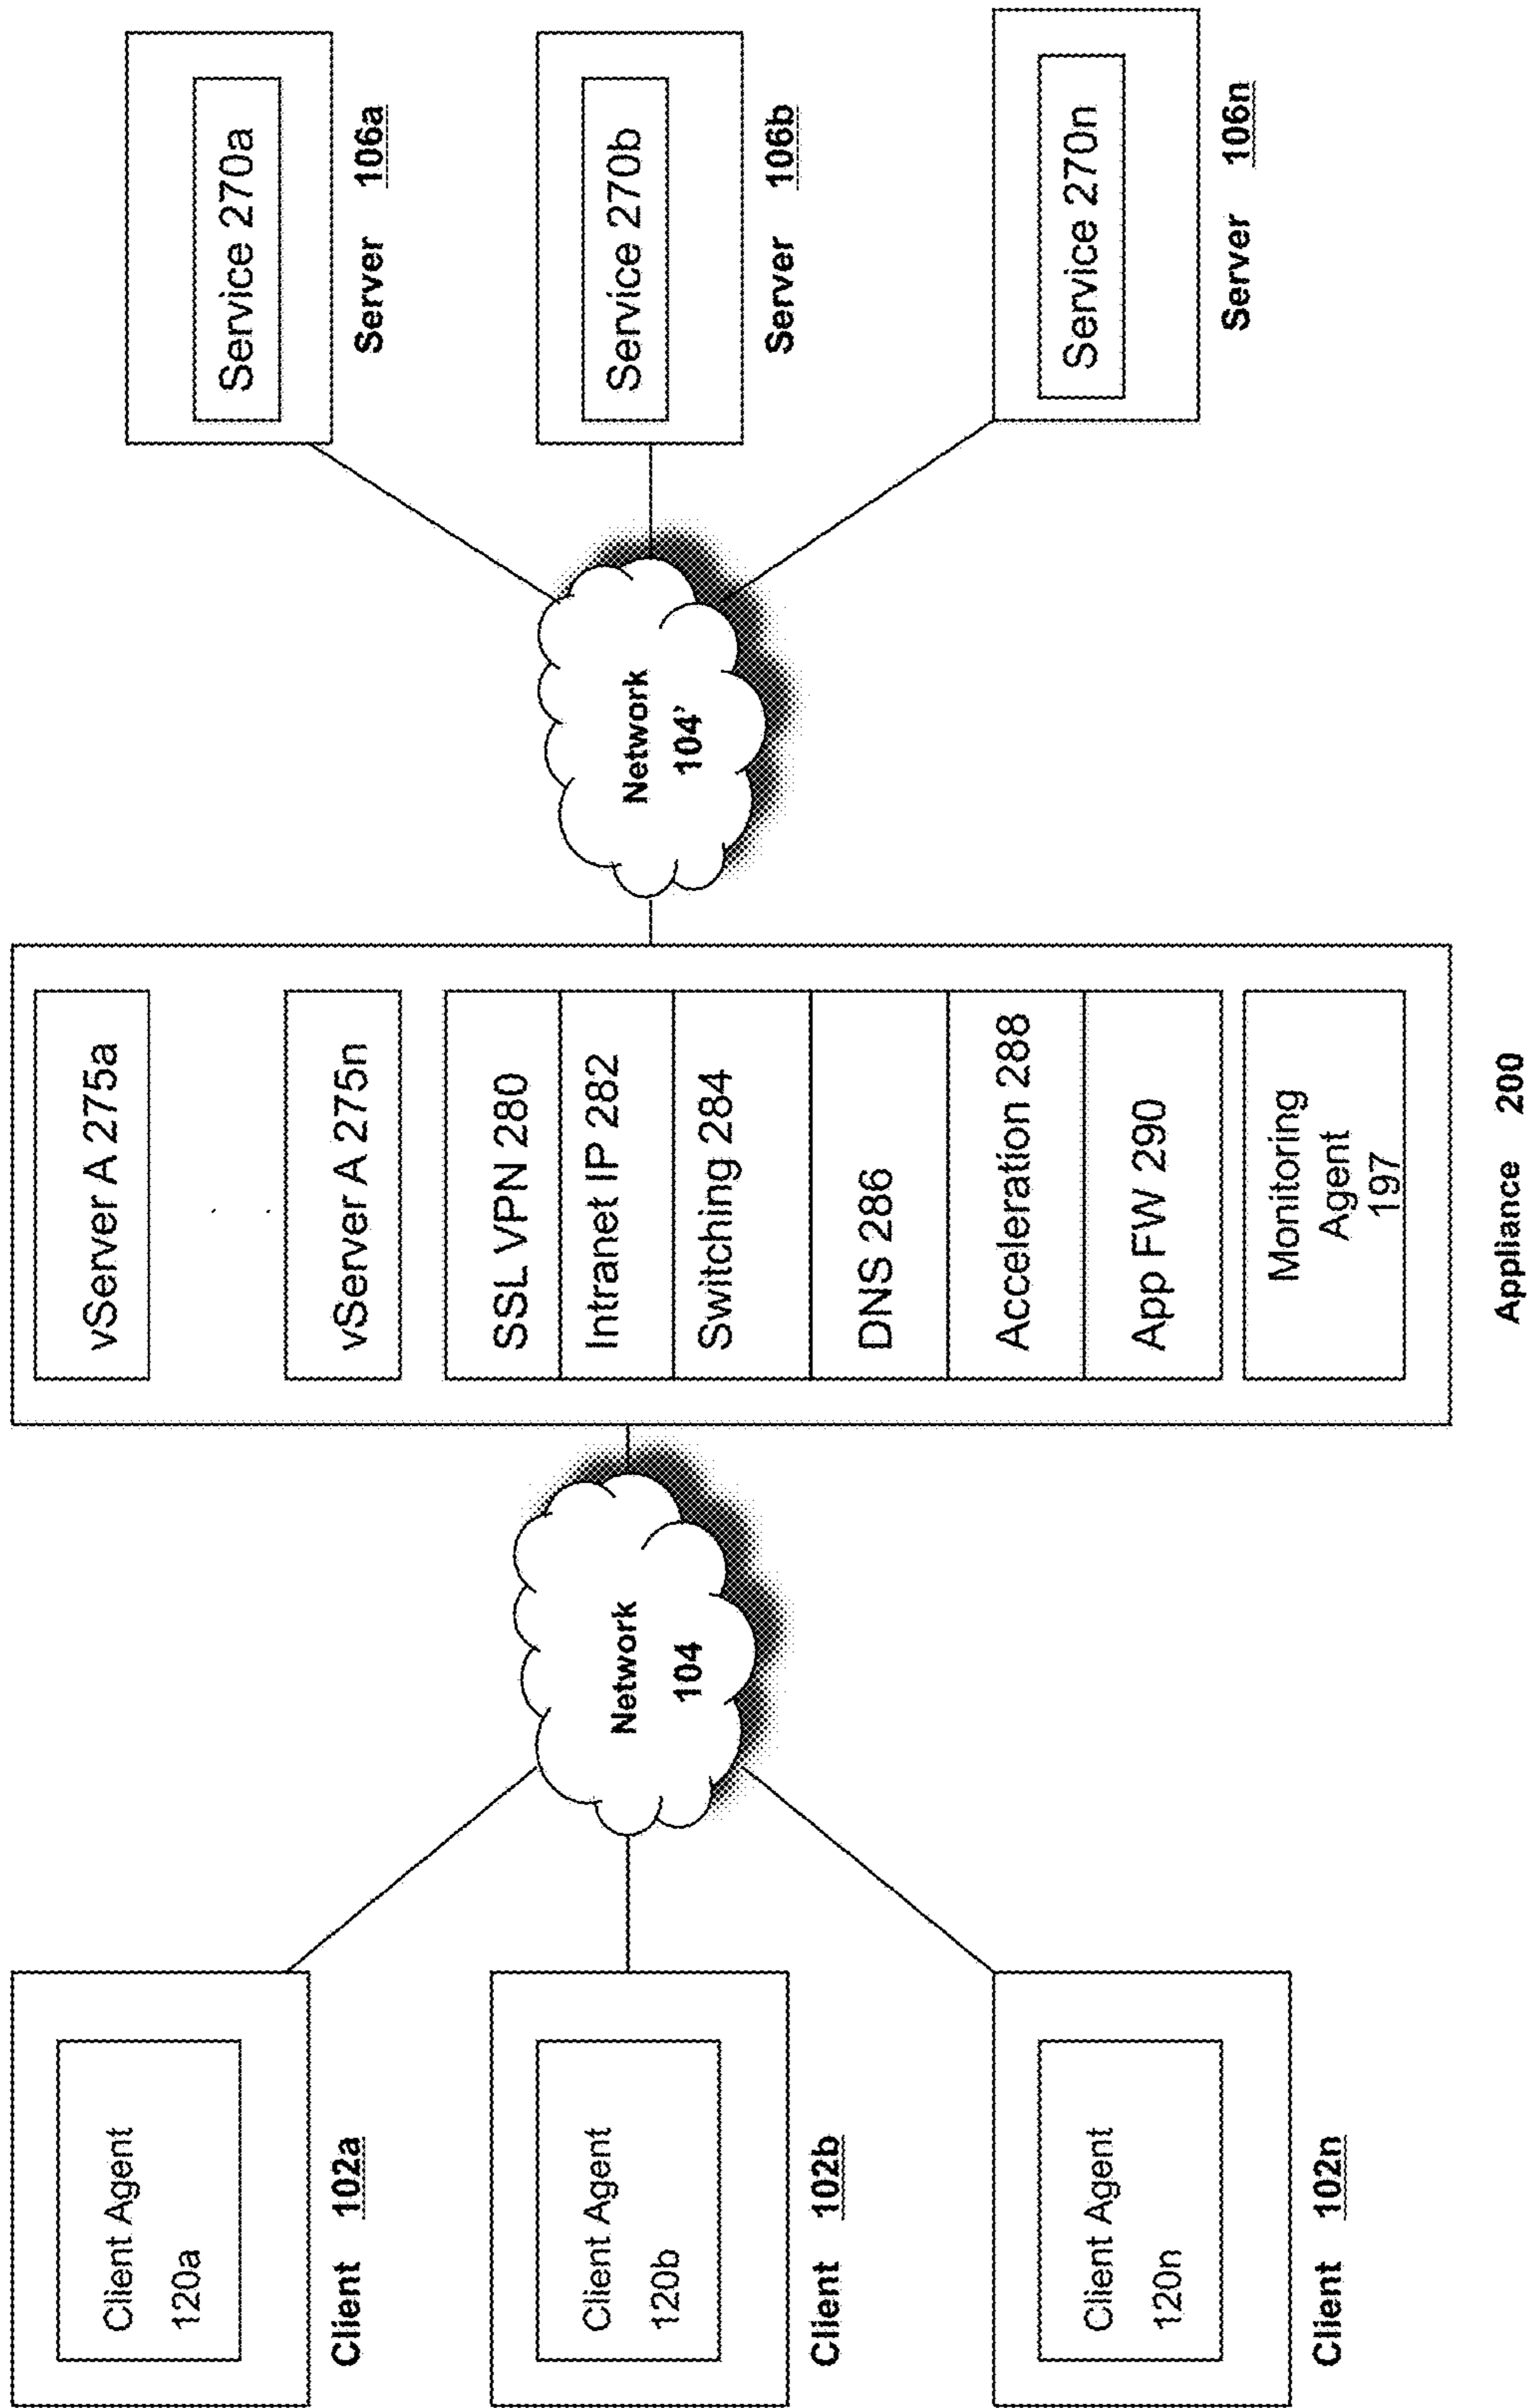 Client Agent
120a
Client 102a
Client Agent
120b
Client 102b
Client Agent
120n
Client 102n
Network
104
vServer A 275a
vServer A 275n
SSL VPN 280
Intranet IP 282
Switching 284
DNS 286
Acceleration 288
App FW 290
Monitoring
Agent
197
Appliance 200
Network
104'
Service 270a
Server 106a
Service 270b
Server 106b
Service 270n
Server 106n